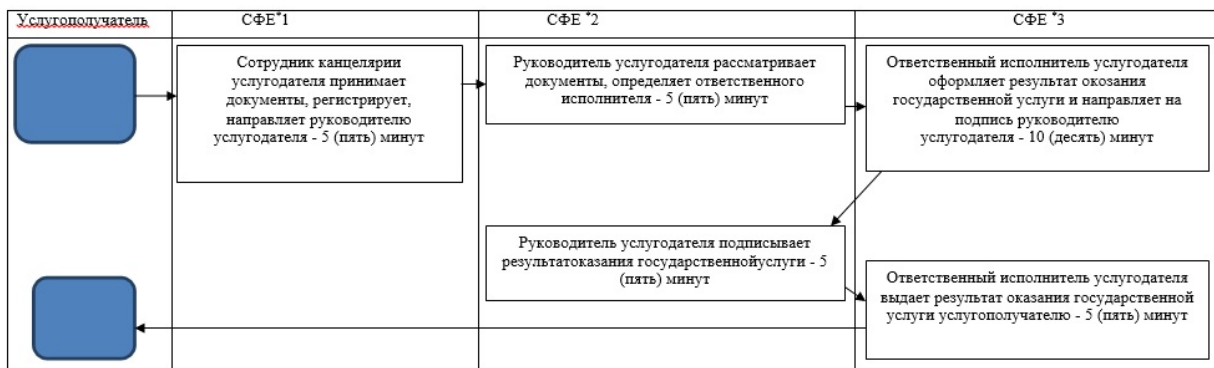 Услугополучатель
СФЕ*1
СФЕ *2
СФЕ *3
Сотрудник канцелярии
услугодателя принимает
документы, регистрирует,
направляет руководителю
услугодателя - 5 (пять) минут
Руководитель услугодателя рассматривает
документы, определяет ответственного
исполнителя - 5 (пять) минут
Ответственный исполнитель услугодателя
оформляет результат окозания
государственной услуги и направляет на
подпись руководителю
услугодателя - 10 (десять) минут
Руководитель услугодателя подписывает
результатоказания государственнойуслуги - 5
(пять) минут
Ответственный исполнитель услугодателя
выдает результат оказания государственной
услуги услугополучателю - 5 (пять) минут